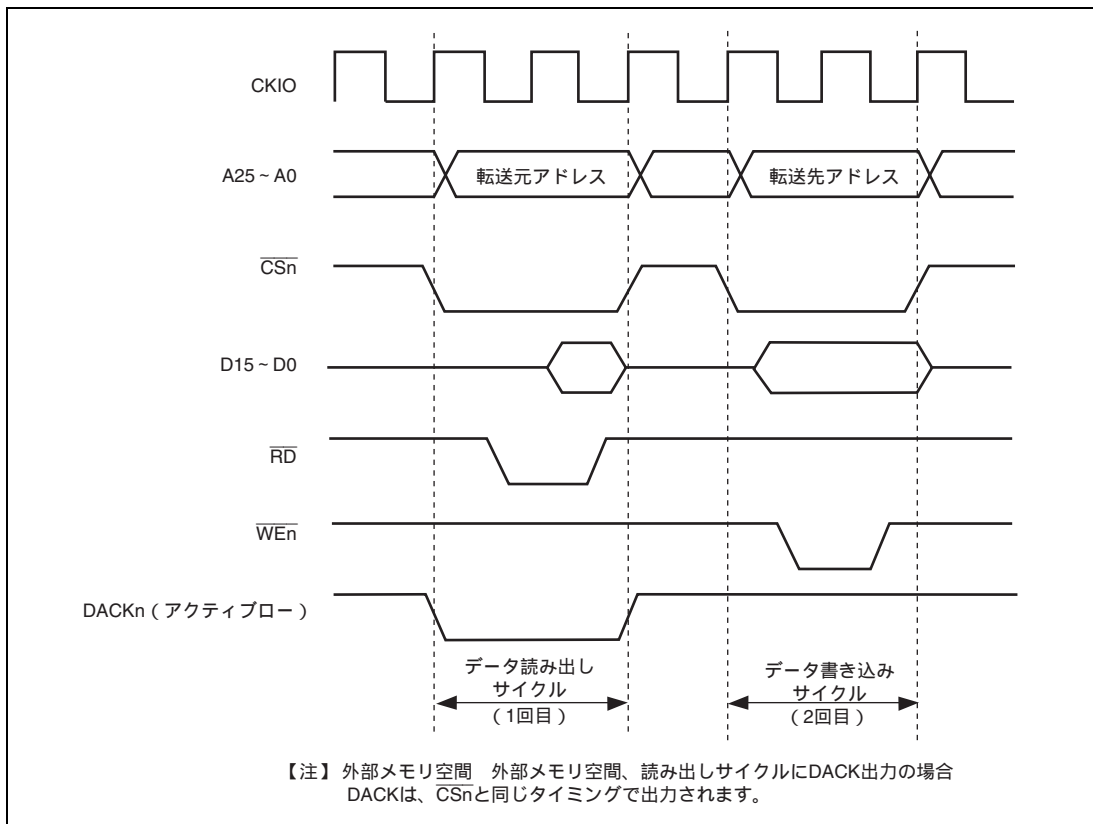 CKIO
A25~A0
転送元アドレス
転送先アドレス
CSn
D15~D0
RD
WEn
DACKn(アクティブロー)
データ読み出し
サイクル
(1回目)
データ書き込み
サイクル
(2回目)
【注】外部メモリ空間 外部メモリ空間、読み出しサイクルにDACK出力の場合
DACKは、CSnと同じタイミングで出力されます。